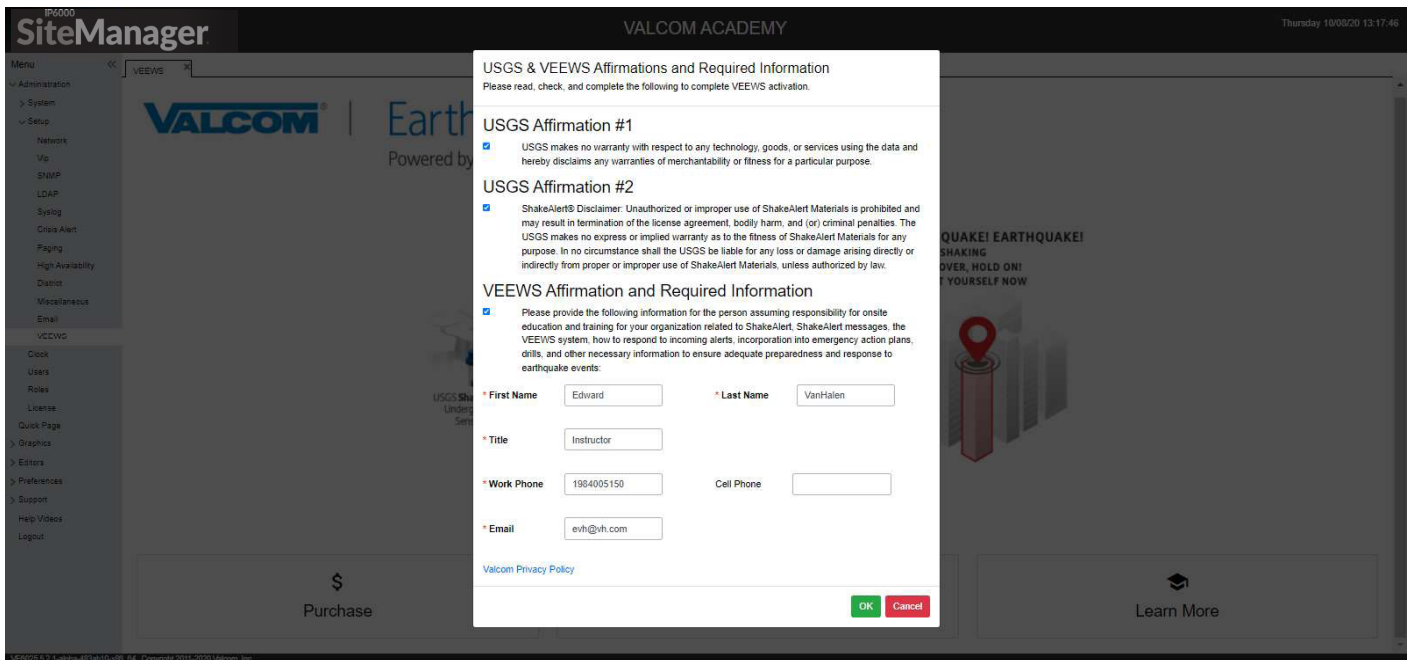 IP6000
SiteManager
VALCOM ACADEMY
Thursday 10/08/20 13:17:46
Menu
VEEWS
Administration
System
Setup
Network
Vip
SNMP
LDAP
Syslog
Crisis Alert
Paging
High Availability
District
Miscellaneous
Email
VEEWS
Clock
Users
Roles
License
Quick Page
Graphics
Editors
Preferences
Support
Help Videos
Logout
VALCOM®
Earth
Powered by
USGS & VEEWS Affirmations and Required Information
Please read, check, and complete the following to complete VEEWS activation.
USGS Affirmation #1
USGS makes no warranty with respect to any technology, goods, or services using the data and
hereby disclaims any warranties of merchantability or fitness for a particular purpose.
USGS Affirmation #2
ShakeAlert® Disclaimer: Unauthorized or improper use of ShakeAlert Materials is prohibited and
may result in termination of the license agreement, bodily harm, and (or) criminal penalties. The
USGS makes no express or implied warranty as to the fitness of ShakeAlert Materials for any
purpose. In no circumstance shall the USGS be liable for any loss or damage arising directly or
indirectly from proper or improper use of ShakeAlert Materials, unless authorized by law.
VEEWS Affirmation and Required Information
Please provide the following information for the person assuming responsibility for onsite
education and training for your organization related to ShakeAlert, ShakeAlert messages, the
VEEWS system, how to respond to incoming alerts, incorporation into emergency action plans,
drills, and other necessary information to ensure adequate preparedness and response to
earthquake events:
* First Name Edward * Last Name VanHalen
* Title Instructor
* Work Phone 1984005150 Cell Phone
* Email evh@vh.com
Valcom Privacy Policy
OK Cancel
QUAKE! EARTHQUAKE!
SHAKING
OVER, HOLD ON!
T YOURSELF NOW
USGS Sha
Underg
Sens
$
Purchase
Learn More